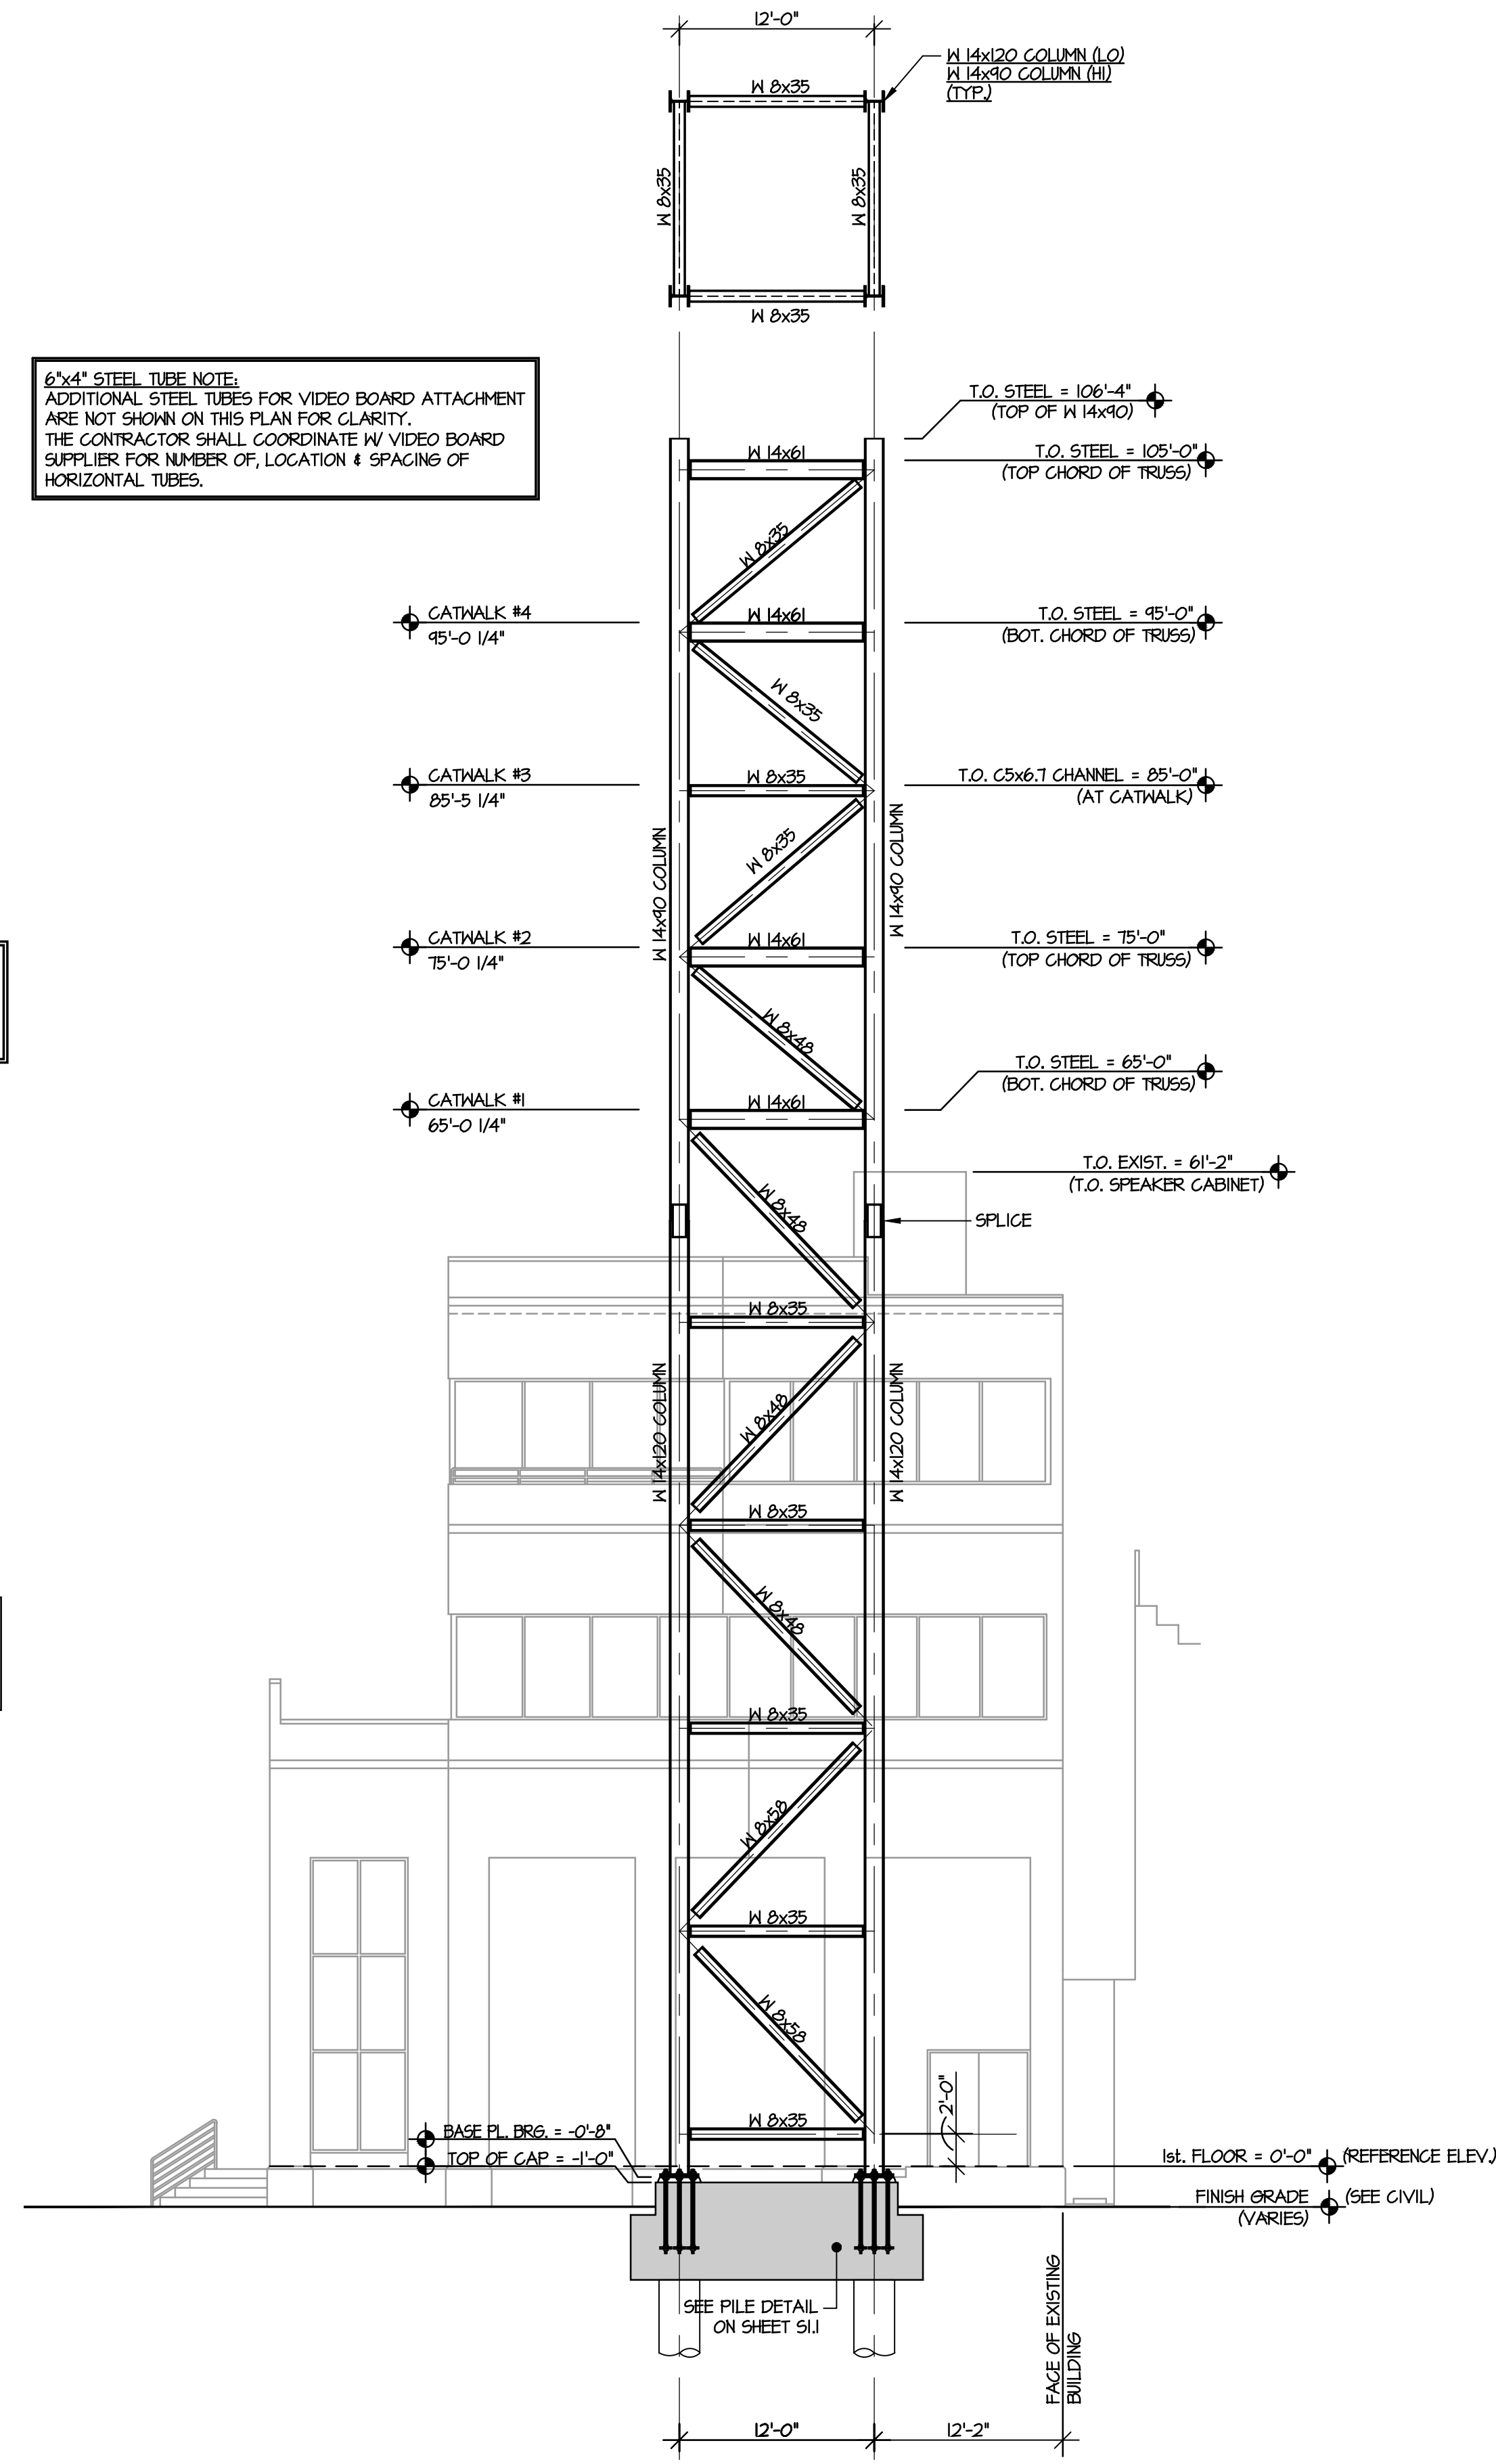 12'-0"
W 14x120 COLUMN (LO)
W 14x90 COLUMN (HI)
(TYP.)
W 8x35
W 8x35
W 8x35
W 8x35
6"x4" STEEL TUBE NOTE:
ADDITIONAL STEEL TUBES FOR VIDEO BOARD ATTACHMENT
ARE NOT SHOWN ON THIS PLAN FOR CLARITY.
THE CONTRACTOR SHALL COORDINATE W/ VIDEO BOARD
SUPPLIER FOR NUMBER OF, LOCATION & SPACING OF
HORIZONTAL TUBES.
T.O. STEEL = 106'-4"
(TOP OF W 14x90)
W 14x61
T.O. STEEL = 105'-0"
(TOP CHORD OF TRUSS)
W 8x35
CATWALK #4
95'-0 1/4"
W 14x61
T.O. STEEL = 95'-0"
(BOT. CHORD OF TRUSS)
W 8x35
CATWALK #3
85'-5 1/4"
W 8x35
T.O. C5x6.7 CHANNEL = 85'-0"
(AT CATWALK)
W 14x90 COLUMN
W 8x35
W 14x90 COLUMN
CATWALK #2
75'-0 1/4"
W 14x61
T.O. STEEL = 75'-0"
(TOP CHORD OF TRUSS)
W 8x48
CATWALK #1
65'-0 1/4"
W 14x61
T.O. STEEL = 65'-0"
(BOT. CHORD OF TRUSS)
T.O. EXIST. = 61'-2"
(T.O. SPEAKER CABINET)
W 8x48
SPLICE
W 8x35
W 14x120 COLUMN
W 8x48
W 14x120 COLUMN
W 8x35
W 8x48
W 8x35
W 8x58
W 8x35
W 8x58
2'-0"
W 8x35
BASE PL. BRG. = -0'-8"
TOP OF CAP = -1'-0"
1st. FLOOR = 0'-0" (REFERENCE ELEV.)
FINISH GRADE (SEE CIVIL)
(VARIES)
SEE PILE DETAIL
ON SHEET S1.1
FACE OF EXISTING
BUILDING
12'-0"
12'-2"